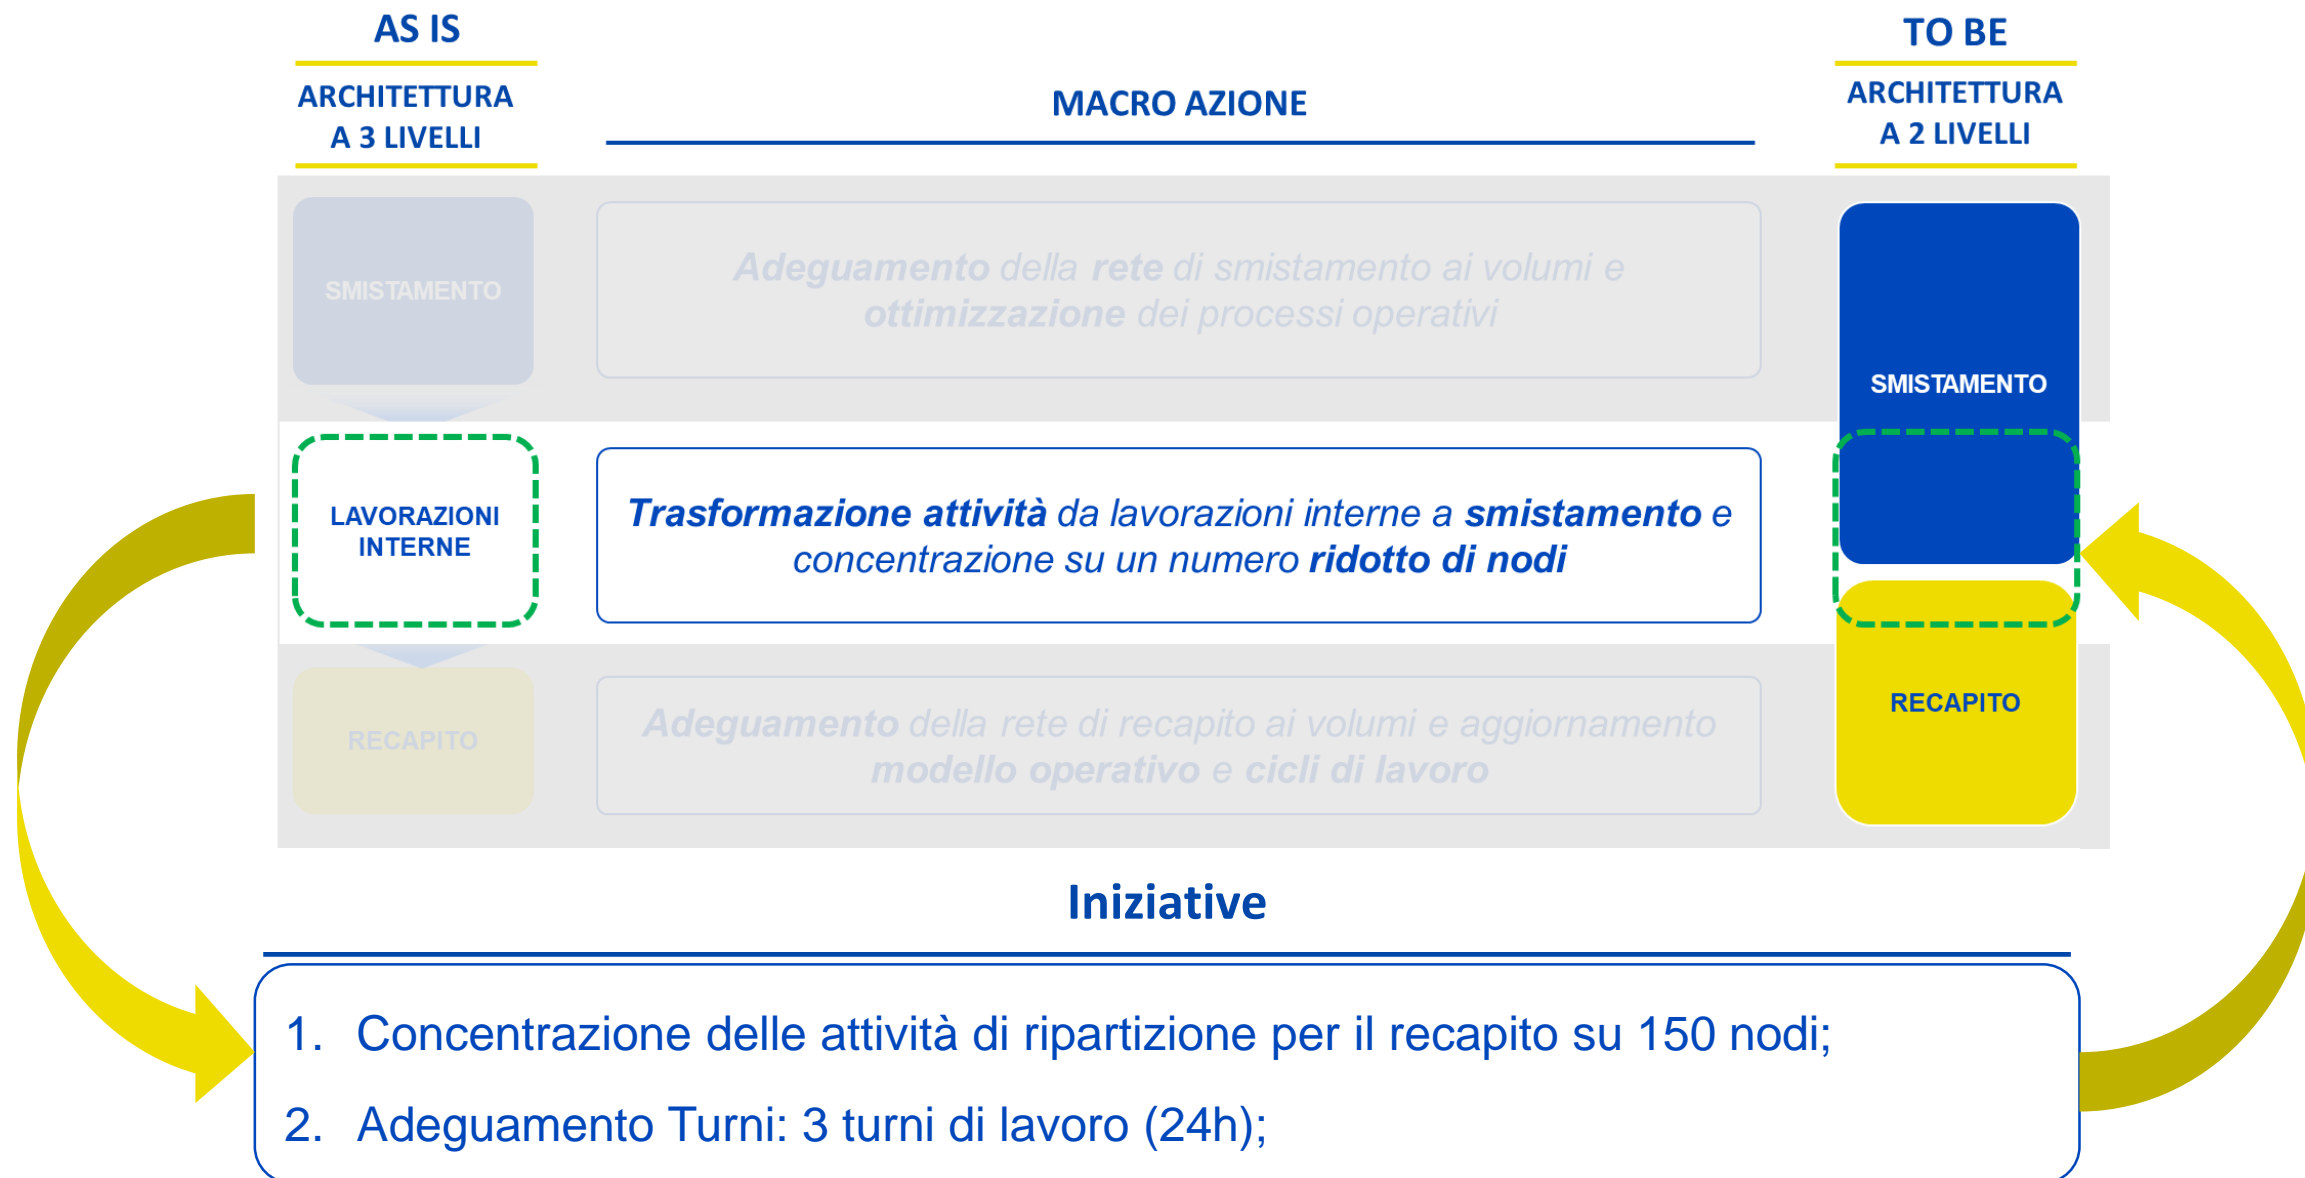 AS IS
ARCHITETTURA
A 3 LIVELLI
MACRO AZIONE
TO BE
ARCHITETTURA
A 2 LIVELLI
SMISTAMENTO
Adeguamento della rete di smistamento ai volumi e
ottimizzazione dei processi operativi
SMISTAMENTO
LAVORAZIONI
INTERNE
Trasformazione attività da lavorazioni interne a smistamento e
concentrazione su un numero ridotto di nodi
RECAPITO
Adeguamento della rete di recapito ai volumi e aggiornamento
modello operativo e cicli di lavoro
RECAPITO
Iniziative
1. Concentrazione delle attività di ripartizione per il recapito su 150 nodi;
2. Adeguamento Turni: 3 turni di lavoro (24h);